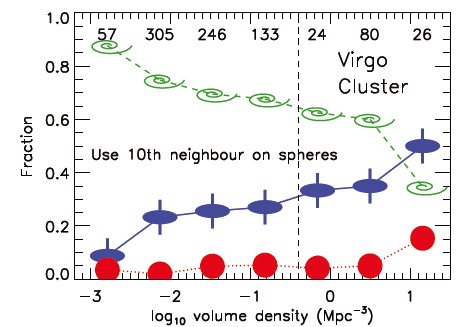 1.0
57 305 246 133 24 80 26
Virgo
Cluster
0.8
0.6
Fraction
Use 10th neighbour on spheres
0.4
0.2
0.0
−3 −2 −1 0 1
log₁₀ volume density (Mpc⁻³)